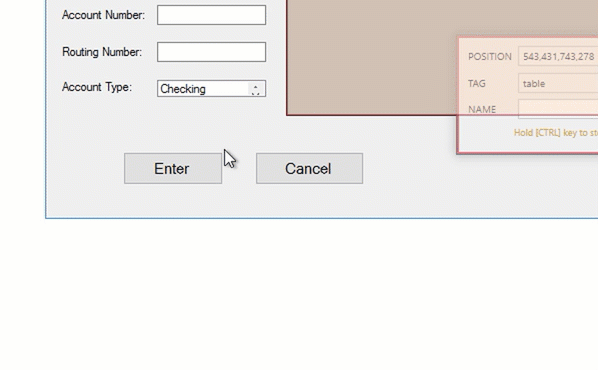 Account Number:
Routing Number:
POSITION 543,431,743,278
TAG table
Account Type: Checking
NAME
Hold [CTRL] key to st
Enter Cancel